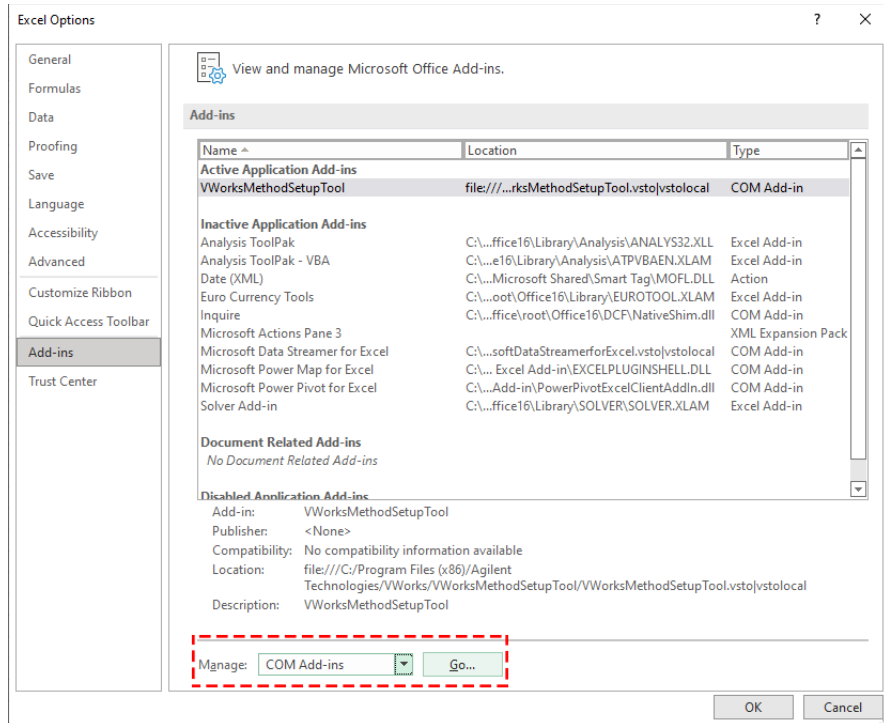 Excel Options ? ×
General
Formulas
Data
Proofing
Save
Language
Accessibility
Advanced
Customize Ribbon
Quick Access Toolbar
Add-ins
Trust Center
View and manage Microsoft Office Add-ins.
Add-ins
Name Location Type
Active Application Add-ins
VWorksMethodSetupTool file:///...rksMethodSetupTool.vsto|vstolocal COM Add-in
Inactive Application Add-ins
Analysis ToolPak C:\...ffice16\Library\Analysis\ANALYS32.XLL Excel Add-in
Analysis ToolPak - VBA C:\...e16\Library\Analysis\ATPVBAEN.XLAM Excel Add-in
Date (XML) C:\...Microsoft Shared\Smart Tag\MOFL.DLL Action
Euro Currency Tools C:\...oot\Office16\Library\EUROTOOL.XLAM Excel Add-in
Inquire C:\...ffice\root\Office16\DCF\NativeShim.dll COM Add-in
Microsoft Actions Pane 3 XML Expansion Pack
Microsoft Data Streamer for Excel C:\...softDataStreamerforExcel.vsto|vstolocal COM Add-in
Microsoft Power Map for Excel C:\... Excel Add-in\EXCELPLUGINSHELL.DLL COM Add-in
Microsoft Power Pivot for Excel C:\...Add-in\PowerPivotExcelClientAddIn.dll COM Add-in
Solver Add-in C:\...ffice16\Library\SOLVER\SOLVER.XLAM Excel Add-in
Document Related Add-ins
No Document Related Add-ins
Disabled Application Add-ins
Add-in: VWorksMethodSetupTool
Publisher: <None>
Compatibility: No compatibility information available
Location: file:///C:/Program Files (x86)/Agilent
Technologies/VWorks/VWorksMethodSetupTool/VWorksMethodSetupTool.vsto|vstolocal
Description: VWorksMethodSetupTool
Manage: COM Add-ins Go...
OK Cancel